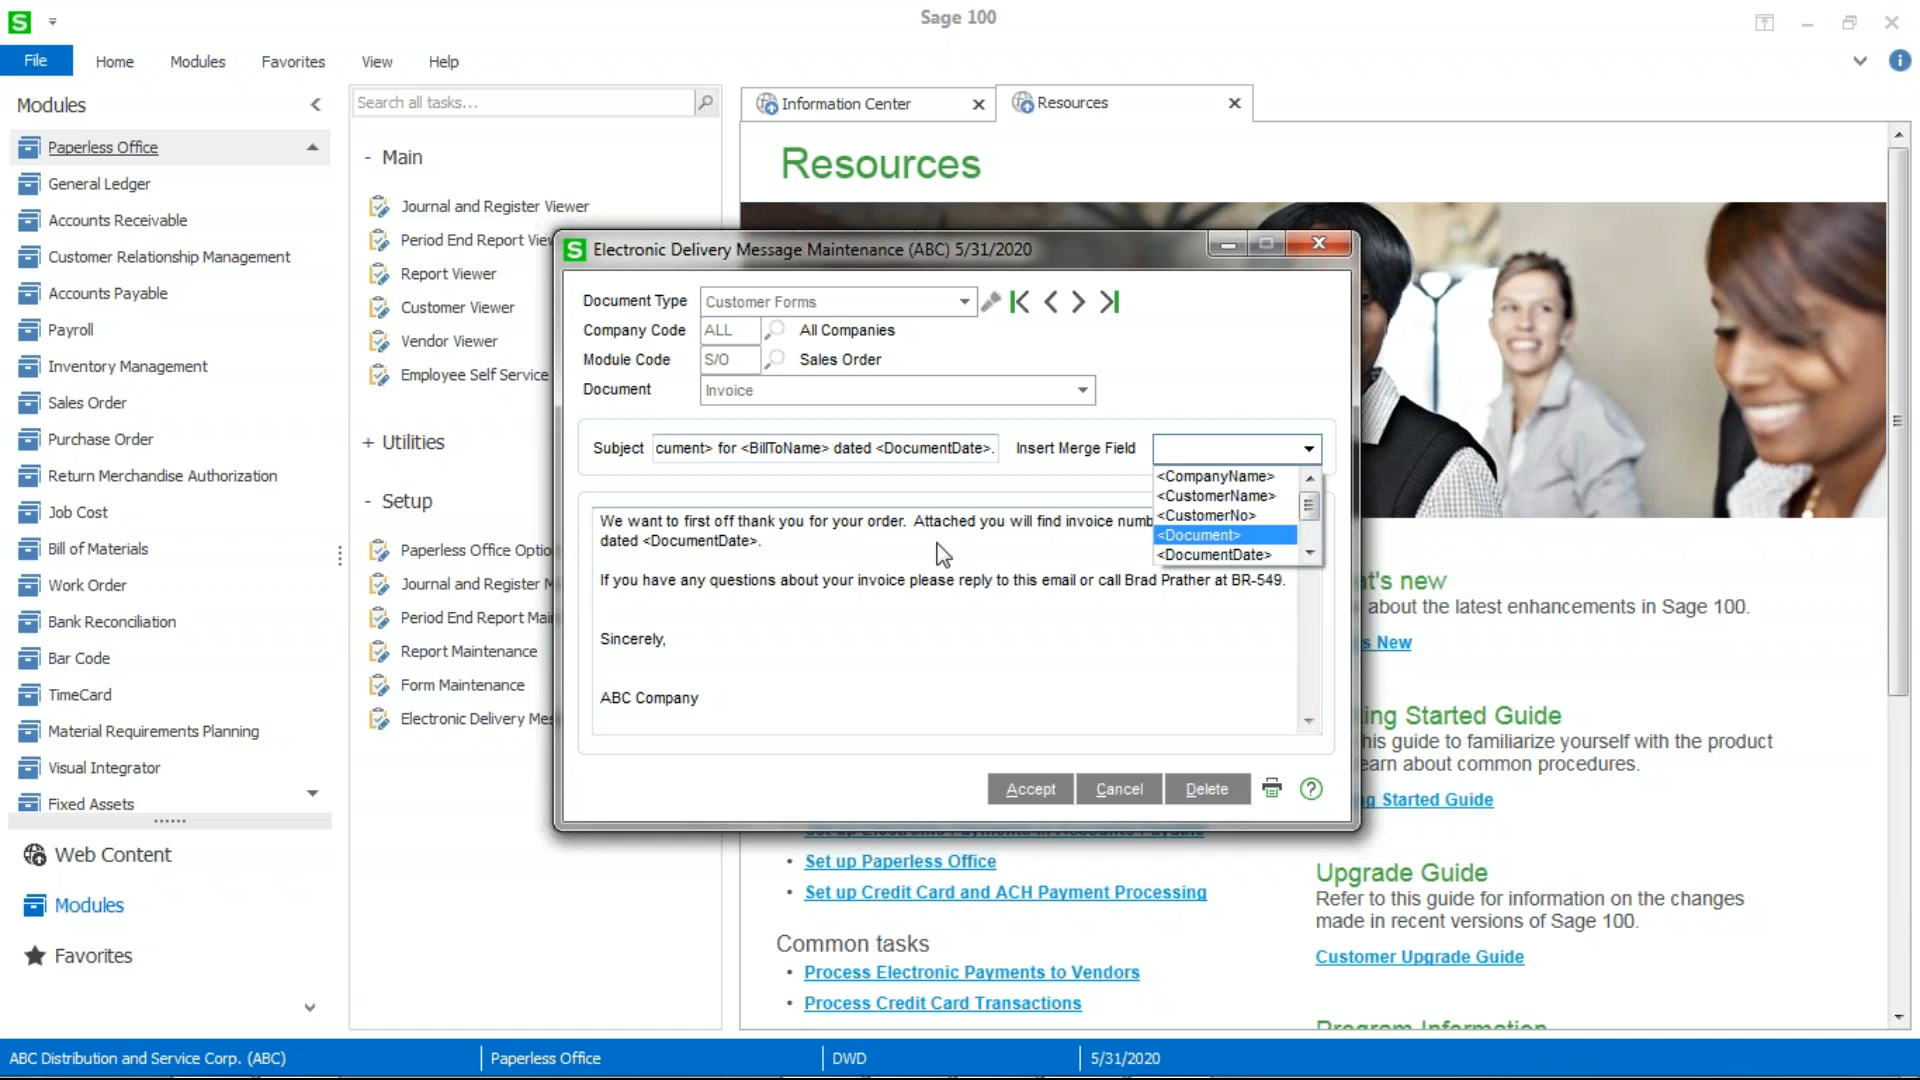 Sage 100
File
Home
Modules
Favorites
View
Help
Modules
Paperless Office
General Ledger
Accounts Receivable
Customer Relationship Management
Accounts Payable
Payroll
Inventory Management
Sales Order
Purchase Order
Return Merchandise Authorization
Job Cost
Bill of Materials
Work Order
Bank Reconciliation
Bar Code
TimeCard
Material Requirements Planning
Visual Integrator
Fixed Assets
Web Content
Modules
Favorites
Search all tasks...
- Main
Journal and Register Viewer
Period End Report Vie
Report Viewer
Customer Viewer
Vendor Viewer
Employee Self Service
+ Utilities
- Setup
Paperless Office Optio
Journal and Register M
Period End Report Mai
Report Maintenance
Form Maintenance
Electronic Delivery Mes
Information Center
Resources
Resources
Electronic Delivery Message Maintenance (ABC) 5/31/2020
Document Type Customer Forms
Company Code ALL All Companies
Module Code S/O Sales Order
Document Invoice
Subject cument> for <BillToName> dated <DocumentDate>. Insert Merge Field
<CompanyName>
<CustomerName>
<CustomerNo>
<Document>
<DocumentDate>
We want to first off thank you for your order. Attached you will find invoice numb
dated <DocumentDate>.
If you have any questions about your invoice please reply to this email or call Brad Prather at BR-549.
Sincerely,
ABC Company
Accept
Cancel
Delete
at's new
about the latest enhancements in Sage 100.
s New
ing Started Guide
his guide to familiarize yourself with the product
earn about common procedures.
g Started Guide
Set up Electronic Payments in Accounts Payable
• Set up Paperless Office
• Set up Credit Card and ACH Payment Processing
Common tasks
• Process Electronic Payments to Vendors
• Process Credit Card Transactions
Upgrade Guide
Refer to this guide for information on the changes
made in recent versions of Sage 100.
Customer Upgrade Guide
Program Information
ABC Distribution and Service Corp. (ABC)
Paperless Office
DWD
5/31/2020